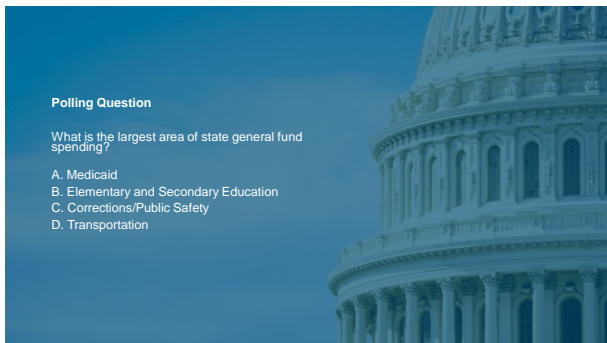 Polling Question
What is the largest area of state general fund
spending?
A. Medicaid
B. Elementary and Secondary Education
C. Corrections/Public Safety
D. Transportation